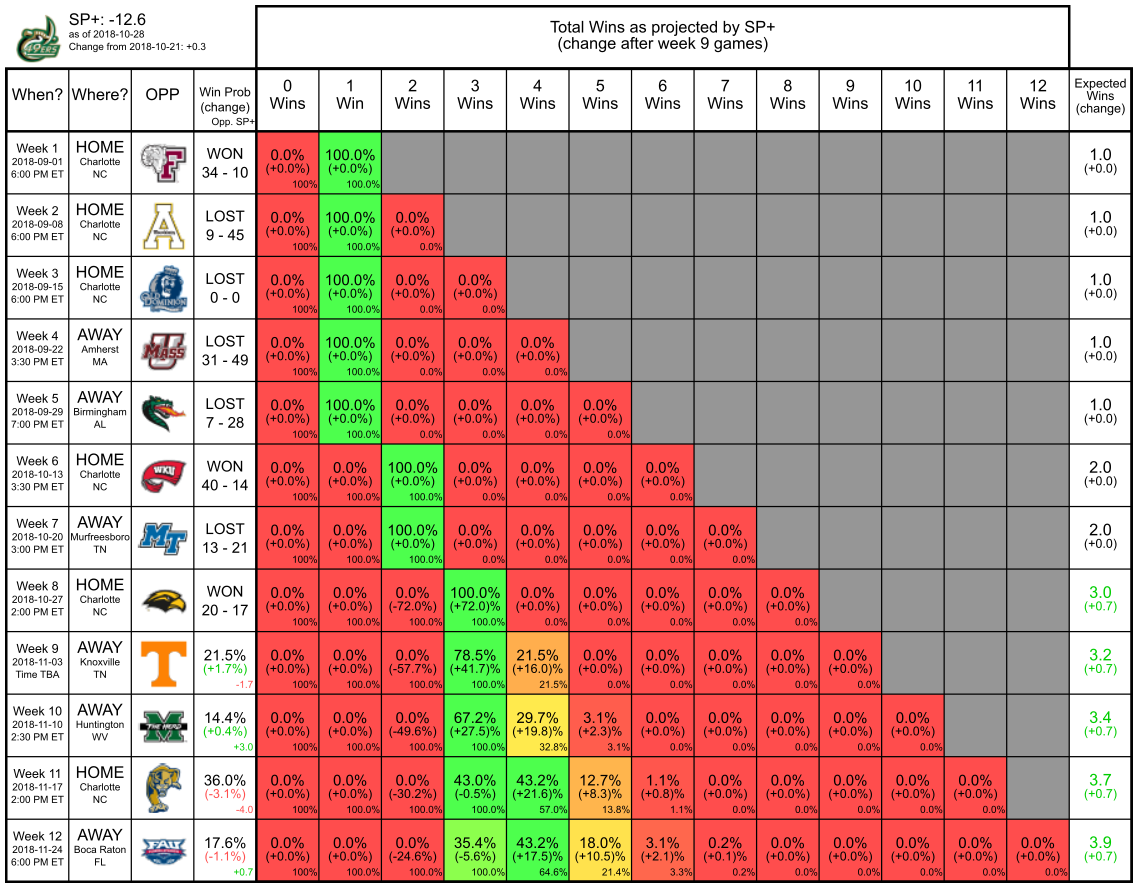 49ERS
SP+: -12.6
as of 2018-10-28
Change from 2018-10-21: +0.3
Total Wins as projected by SP+
(change after week 9 games)
When? Where? OPP Win Prob (change) Opp. SP+ 0 Wins 1 Win 2 Wins 3 Wins 4 Wins 5 Wins 6 Wins 7 Wins 8 Wins 9 Wins 10 Wins 11 Wins 12 Wins Expected Wins (change)
Week 1 HOME F WON 0.0% 100.0% 1.0
2018-09-01 Charlotte 34 - 10 (+0.0%) (+0.0%) (+0.0)
6:00 PM ET NC 100% 100.0%
Week 2 HOME A LOST 0.0% 100.0% 0.0% 1.0
2018-09-08 Charlotte 9 - 45 (+0.0%) (+0.0%) (+0.0%) (+0.0)
6:00 PM ET NC 100% 100.0% 0.0%
Week 3 HOME DOMINION LOST 0.0% 100.0% 0.0% 0.0% 1.0
2018-09-15 Charlotte 0 - 0 (+0.0%) (+0.0%) (+0.0%) (+0.0%) (+0.0)
6:00 PM ET NC 100% 100.0% 0.0% 0.0%
Week 4 AWAY U MASS LOST 0.0% 100.0% 0.0% 0.0% 0.0% 1.0
2018-09-22 Amherst 31 - 49 (+0.0%) (+0.0%) (+0.0%) (+0.0%) (+0.0%) (+0.0)
3:30 PM ET MA 100% 100.0% 0.0% 0.0% 0.0%
Week 5 AWAY LOST 0.0% 100.0% 0.0% 0.0% 0.0% 0.0% 1.0
2018-09-29 Birmingham 7 - 28 (+0.0%) (+0.0%) (+0.0%) (+0.0%) (+0.0%) (+0.0%) (+0.0)
7:00 PM ET AL 100% 100.0% 0.0% 0.0% 0.0% 0.0%
Week 6 HOME WKU WON 0.0% 0.0% 100.0% 0.0% 0.0% 0.0% 0.0% 2.0
2018-10-13 Charlotte 40 - 14 (+0.0%) (+0.0%) (+0.0%) (+0.0%) (+0.0%) (+0.0%) (+0.0%) (+0.0)
3:30 PM ET NC 100% 100% 100.0% 0.0% 0.0% 0.0% 0.0%
Week 7 AWAY MT LOST 0.0% 0.0% 100.0% 0.0% 0.0% 0.0% 0.0% 0.0% 2.0
2018-10-20 Murfreesboro 13 - 21 (+0.0%) (+0.0%) (+0.0%) (+0.0%) (+0.0%) (+0.0%) (+0.0%) (+0.0%) (+0.0)
3:00 PM ET TN 100% 100% 100.0% 0.0% 0.0% 0.0% 0.0% 0.0%
Week 8 HOME WON 0.0% 0.0% 0.0% 100.0% 0.0% 0.0% 0.0% 0.0% 0.0% 3.0
2018-10-27 Charlotte 20 - 17 (+0.0%) (+0.0%) (-72.0%) (+72.0)% (+0.0%) (+0.0%) (+0.0%) (+0.0%) (+0.0%) (+0.7)
2:00 PM ET NC 100% 100% 100.0% 100.0% 0.0% 0.0% 0.0% 0.0% 0.0%
Week 9 AWAY T 21.5% 0.0% 0.0% 0.0% 78.5% 21.5% 0.0% 0.0% 0.0% 0.0% 0.0% 3.2
2018-11-03 Knoxville (+1.7%) (+0.0%) (+0.0%) (-57.7%) (+41.7%) (+16.0)% (+0.0%) (+0.0%) (+0.0%) (+0.0%) (+0.0%) (+0.7)
Time TBA TN -1.7 100% 100% 100.0% 100.0% 21.5% 0.0% 0.0% 0.0% 0.0% 0.0%
Week 10 AWAY M THE HERD 14.4% 0.0% 0.0% 0.0% 67.2% 29.7% 3.1% 0.0% 0.0% 0.0% 0.0% 0.0% 3.4
2018-11-10 Huntington (+0.4%) (+0.0%) (+0.0%) (-49.6%) (+27.5)% (+19.8)% (+2.3)% (+0.0%) (+0.0%) (+0.0%) (+0.0%) (+0.0%) (+0.7)
2:30 PM ET WV +3.0 100% 100% 100.0% 100.0% 32.8% 3.1% 0.0% 0.0% 0.0% 0.0% 0.0%
Week 11 HOME 36.0% 0.0% 0.0% 0.0% 43.0% 43.2% 12.7% 1.1% 0.0% 0.0% 0.0% 0.0% 0.0% 3.7
2018-11-17 Charlotte (-3.1%) (+0.0%) (+0.0%) (-30.2%) (-0.5%) (+21.6)% (+8.3)% (+0.8)% (+0.0%) (+0.0%) (+0.0%) (+0.0%) (+0.0%) (+0.7)
2:00 PM ET NC -4.0 100% 100% 100.0% 100.0% 57.0% 13.8% 1.1% 0.0% 0.0% 0.0% 0.0% 0.0%
Week 12 AWAY FAU 17.6% 0.0% 0.0% 0.0% 35.4% 43.2% 18.0% 3.1% 0.2% 0.0% 0.0% 0.0% 0.0% 0.0% 3.9
2018-11-24 Boca Raton (-1.1%) (+0.0%) (+0.0%) (-24.6%) (-5.6%) (+17.5)% (+10.5)% (+2.1)% (+0.1)% (+0.0%) (+0.0%) (+0.0%) (+0.0%) (+0.0%) (+0.7)
6:00 PM ET FL +0.7 100% 100% 100.0% 100.0% 64.6% 21.4% 3.3% 0.2% 0.0% 0.0% 0.0% 0.0% 0.0%